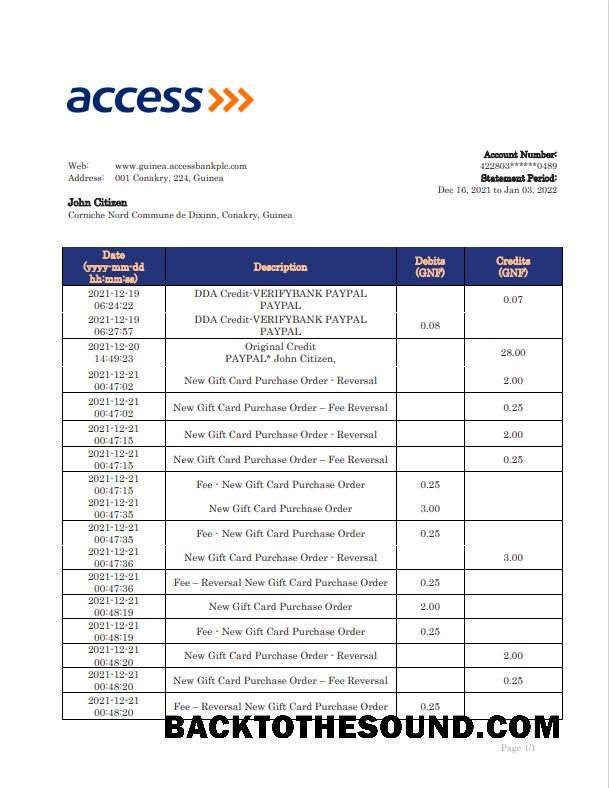 access
Account Number:
Web: www.guinea.accessbankplc.com 422803******0489
Address: 001 Conakry, 224, Guinea Statement Period:
Dec 16, 2021 to Jan 03, 2022
John Citizen
Corniche Nord Commune de Dixinn, Conakry, Guinea
Date (yyyy-mm-dd hh:mm:ss) Description Debits (GNF) Credits (GNF)
2021-12-19 06:24:22 DDA Credit-VERIFYBANK PAYPAL PAYPAL 0.07
2021-12-19 06:27:57 DDA Credit-VERIFYBANK PAYPAL PAYPAL 0.08
2021-12-20 14:49:23 Original Credit PAYPAL* John Citizen, 28.00
2021-12-21 00:47:02 New Gift Card Purchase Order - Reversal 2.00
2021-12-21 00:47:02 New Gift Card Purchase Order – Fee Reversal 0.25
2021-12-21 00:47:15 New Gift Card Purchase Order - Reversal 2.00
2021-12-21 00:47:15 New Gift Card Purchase Order – Fee Reversal 0.25
2021-12-21 00:47:15 Fee - New Gift Card Purchase Order 0.25
2021-12-21 00:47:35 New Gift Card Purchase Order 3.00
2021-12-21 00:47:35 Fee - New Gift Card Purchase Order 0.25
2021-12-21 00:47:36 New Gift Card Purchase Order - Reversal 3.00
2021-12-21 00:47:36 Fee – Reversal New Gift Card Purchase Order 0.25
2021-12-21 00:48:19 New Gift Card Purchase Order 2.00
2021-12-21 00:48:19 Fee - New Gift Card Purchase Order 0.25
2021-12-21 00:48:20 New Gift Card Purchase Order - Reversal 2.00
2021-12-21 00:48:20 New Gift Card Purchase Order – Fee Reversal 0.25
2021-12-21 00:48:20 Fee – Reversal New Gift Card Purchase Order 0.25
BACKTOTHESOUND.COM
Page 1/1